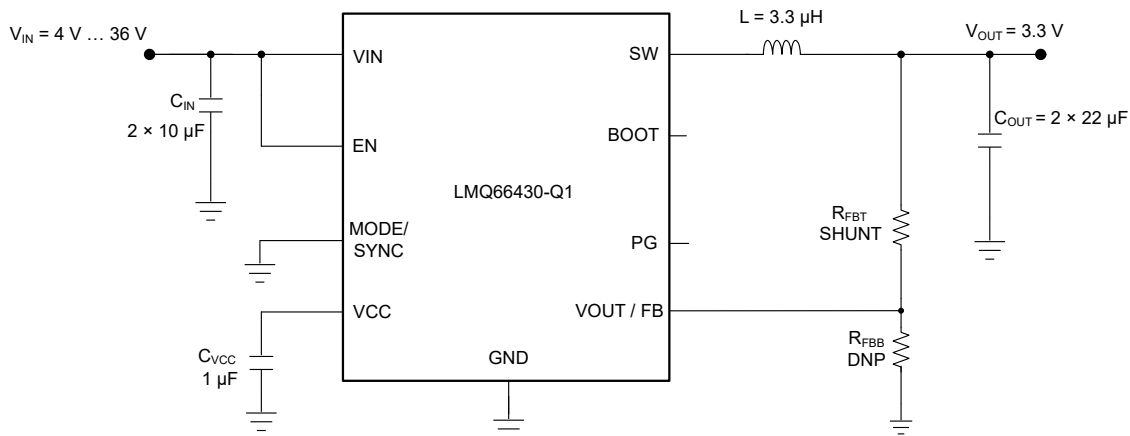 L = 3.3 µH
V_IN = 4 V … 36 V
V_OUT = 3.3 V
VIN
SW
C_IN
2 × 10 µF
C_OUT = 2 × 22 µF
BOOT
EN
LMQ66430-Q1
MODE/
SYNC
R_FBT
SHUNT
PG
VCC
VOUT / FB
C_VCC
1 µF
GND
R_FBB
DNP